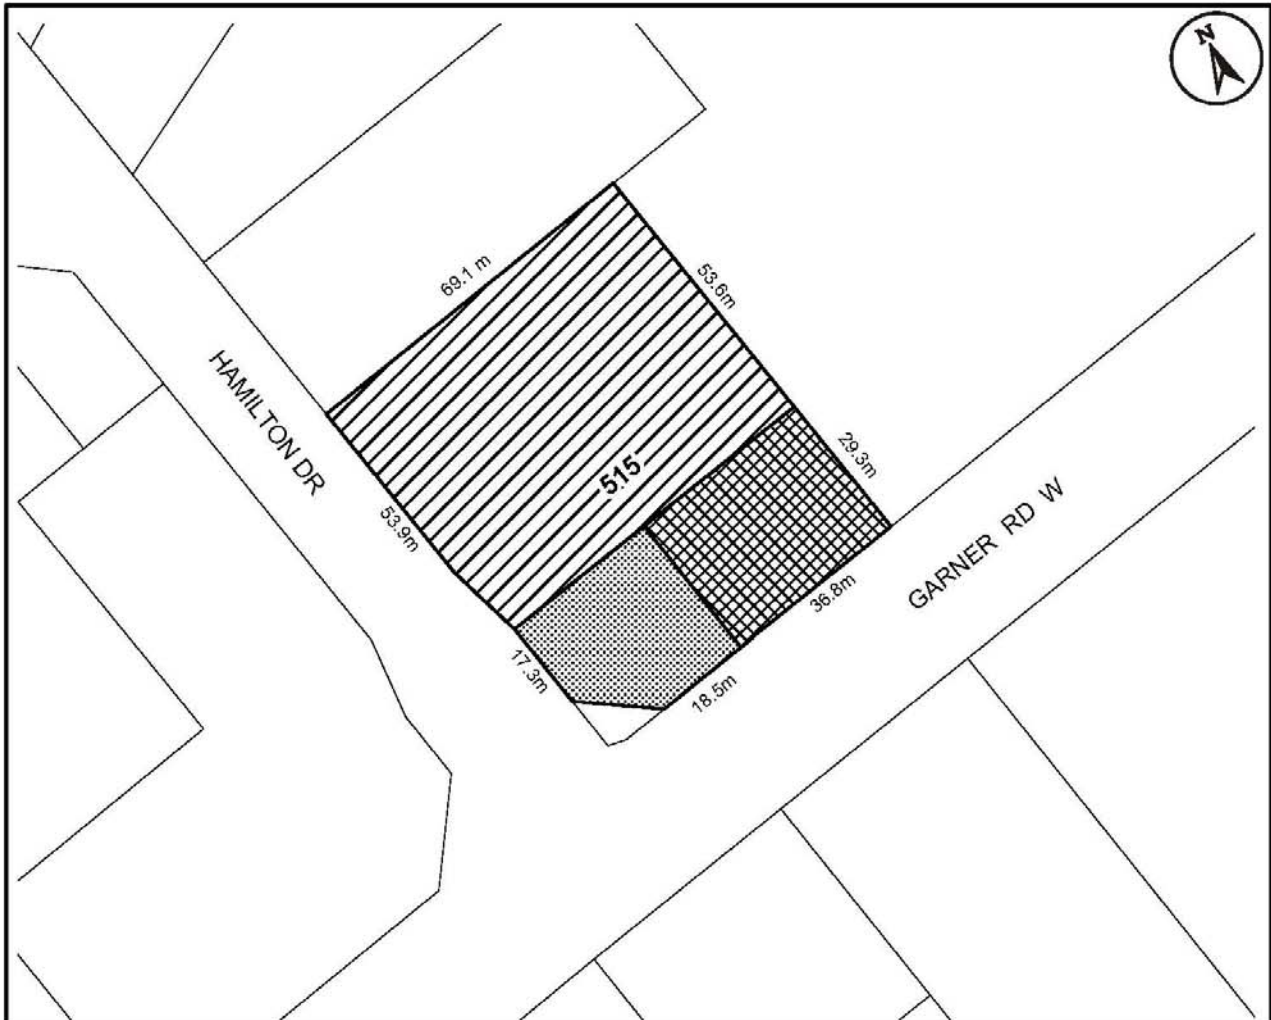 N
69.1 m
53.6m
HAMILTON DR
515
29.3m
53.9m
GARNER RD W
36.8m
17.3m
18.5m